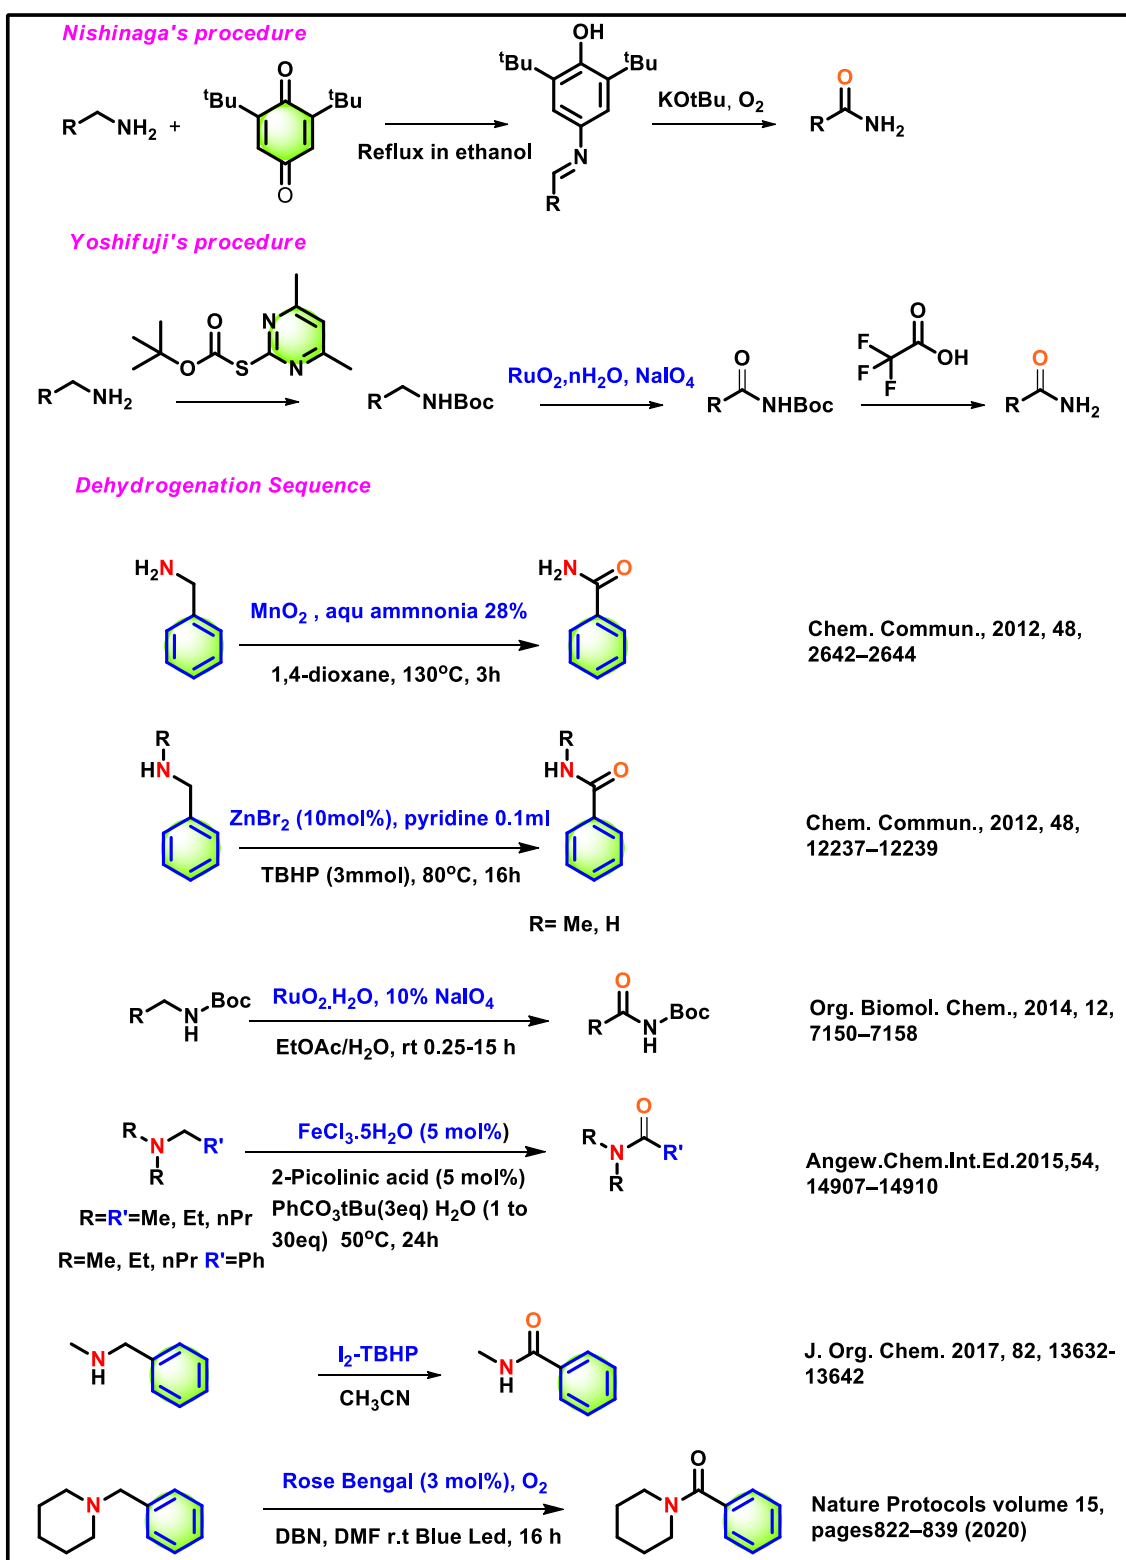 Nishinaga's procedure
R NH2 + O tBu tBu O
Reflux in ethanol
OH tBu tBu N R
KOtBu, O2
O R NH2
Yoshifuji's procedure
R NH2
O O S N N
R NHBoc
RuO2,nH2O, NaIO4
O R NHBoc
F F F O OH
O R NH2
Dehydrogenation Sequence
H2N
MnO2 , aqu ammnonia 28%
1,4-dioxane, 130oC, 3h
H2N O
Chem. Commun., 2012, 48,
2642–2644
R HN
ZnBr2 (10mol%), pyridine 0.1ml
TBHP (3mmol), 80oC, 16h
R HN O
R= Me, H
Chem. Commun., 2012, 48,
12237–12239
R N H Boc
RuO2.H2O, 10% NaIO4
EtOAc/H2O, rt 0.25-15 h
O R N H Boc
Org. Biomol. Chem., 2014, 12,
7150–7158
R N R R'
R=R'=Me, Et, nPr
R=Me, Et, nPr R'=Ph
FeCl3.5H2O (5 mol%)
2-Picolinic acid (5 mol%)
PhCO3tBu(3eq) H2O (1 to
30eq) 50oC, 24h
O R N R R'
Angew.Chem.Int.Ed.2015,54,
14907–14910
N H
I2-TBHP
CH3CN
O N H
J. Org. Chem. 2017, 82, 13632-
13642
N
Rose Bengal (3 mol%), O2
DBN, DMF r.t Blue Led, 16 h
O N
Nature Protocols volume 15,
pages822–839 (2020)